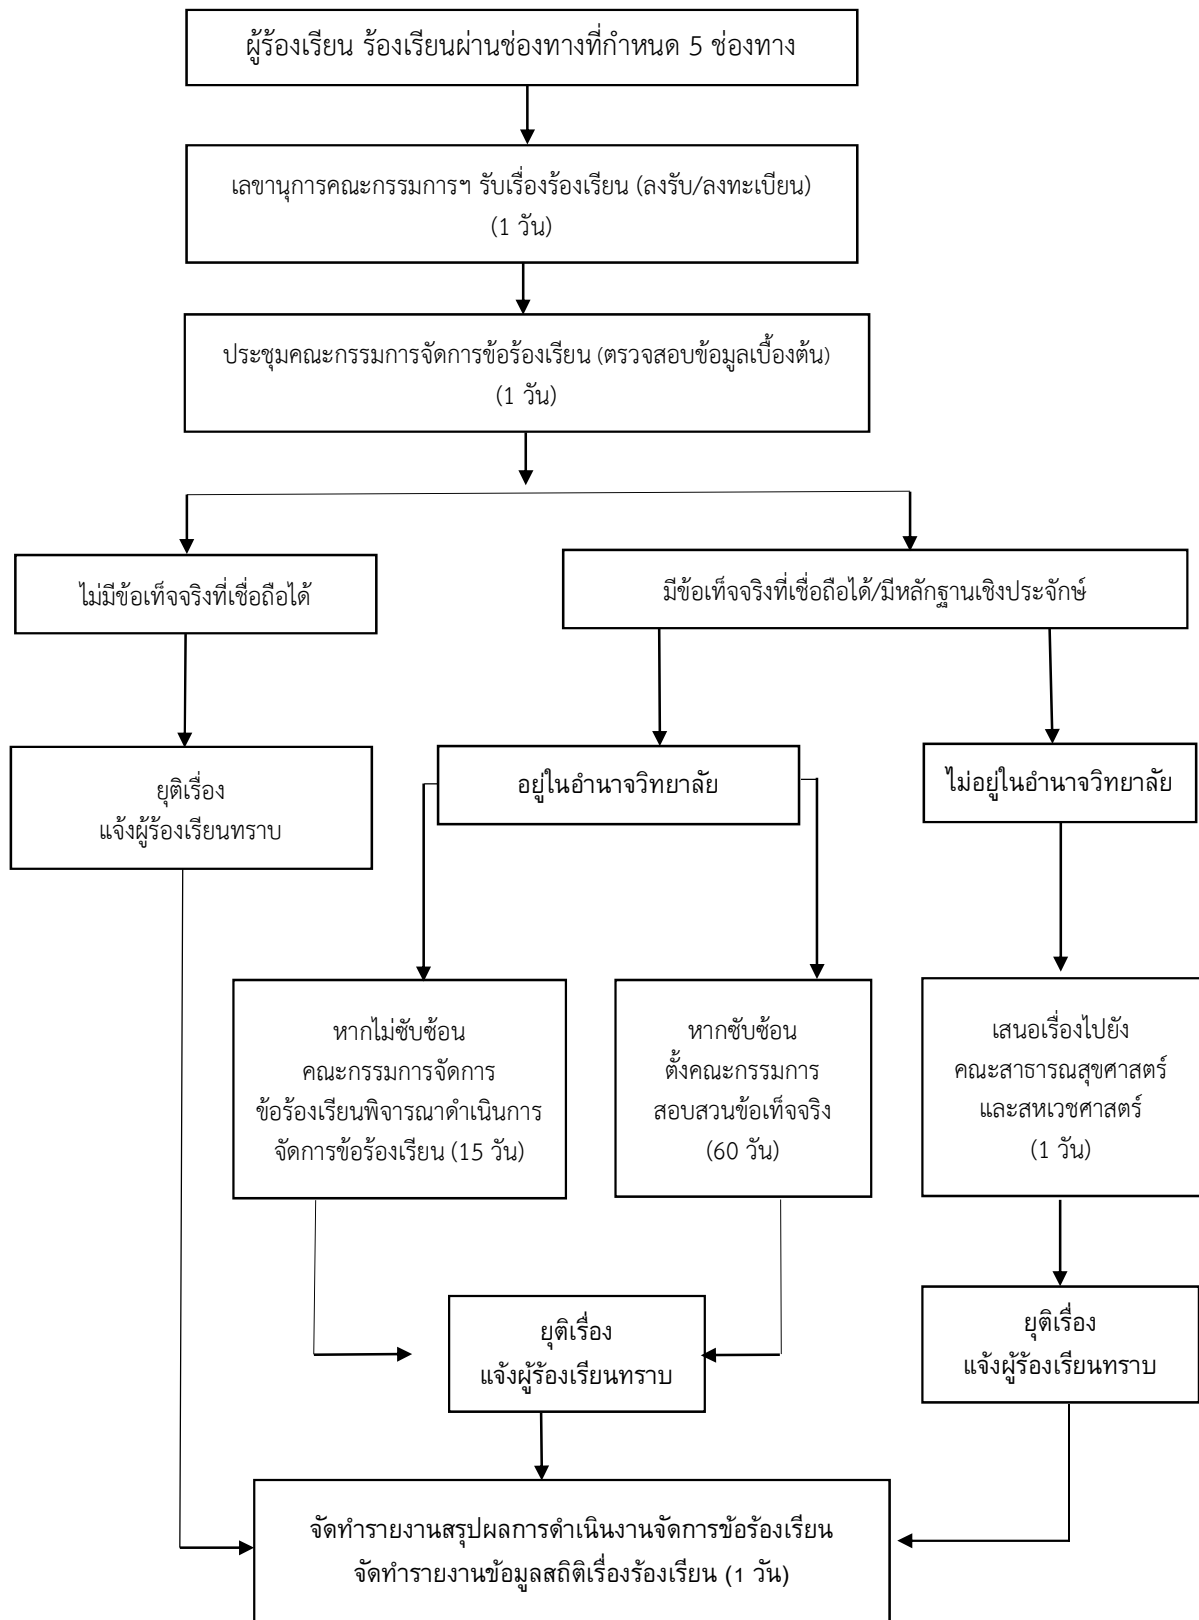 ผู้ร้องเรียน ร้องเรียนผ่านช่องทางที่กำหนด 5 ช่องทาง
เลขานุการคณะกรรมการฯ รับเรื่องร้องเรียน (ลงรับ/ลงทะเบียน)
(1 วัน)
ประชุมคณะกรรมการจัดการข้อร้องเรียน (ตรวจสอบข้อมูลเบื้องต้น)
(1 วัน)
ไม่มีข้อเท็จจริงที่เชื่อถือได้
มีข้อเท็จจริงที่เชื่อถือได้/มีหลักฐานเชิงประจักษ์
ยุติเรื่อง
แจ้งผู้ร้องเรียนทราบ
อยู่ในอำนาจวิทยาลัย
ไม่อยู่ในอำนาจวิทยาลัย
หากไม่ซับซ้อน
คณะกรรมการจัดการ
ข้อร้องเรียนพิจารณาดำเนินการ
จัดการข้อร้องเรียน (15 วัน)
หากซับซ้อน
ตั้งคณะกรรมการ
สอบสวนข้อเท็จจริง
(60 วัน)
เสนอเรื่องไปยัง
คณะสาธารณสุขศาสตร์
และสหเวชศาสตร์
(1 วัน)
ยุติเรื่อง
แจ้งผู้ร้องเรียนทราบ
ยุติเรื่อง
แจ้งผู้ร้องเรียนทราบ
จัดทำรายงานสรุปผลการดำเนินงานจัดการข้อร้องเรียน
จัดทำรายงานข้อมูลสถิติเรื่องร้องเรียน (1 วัน)